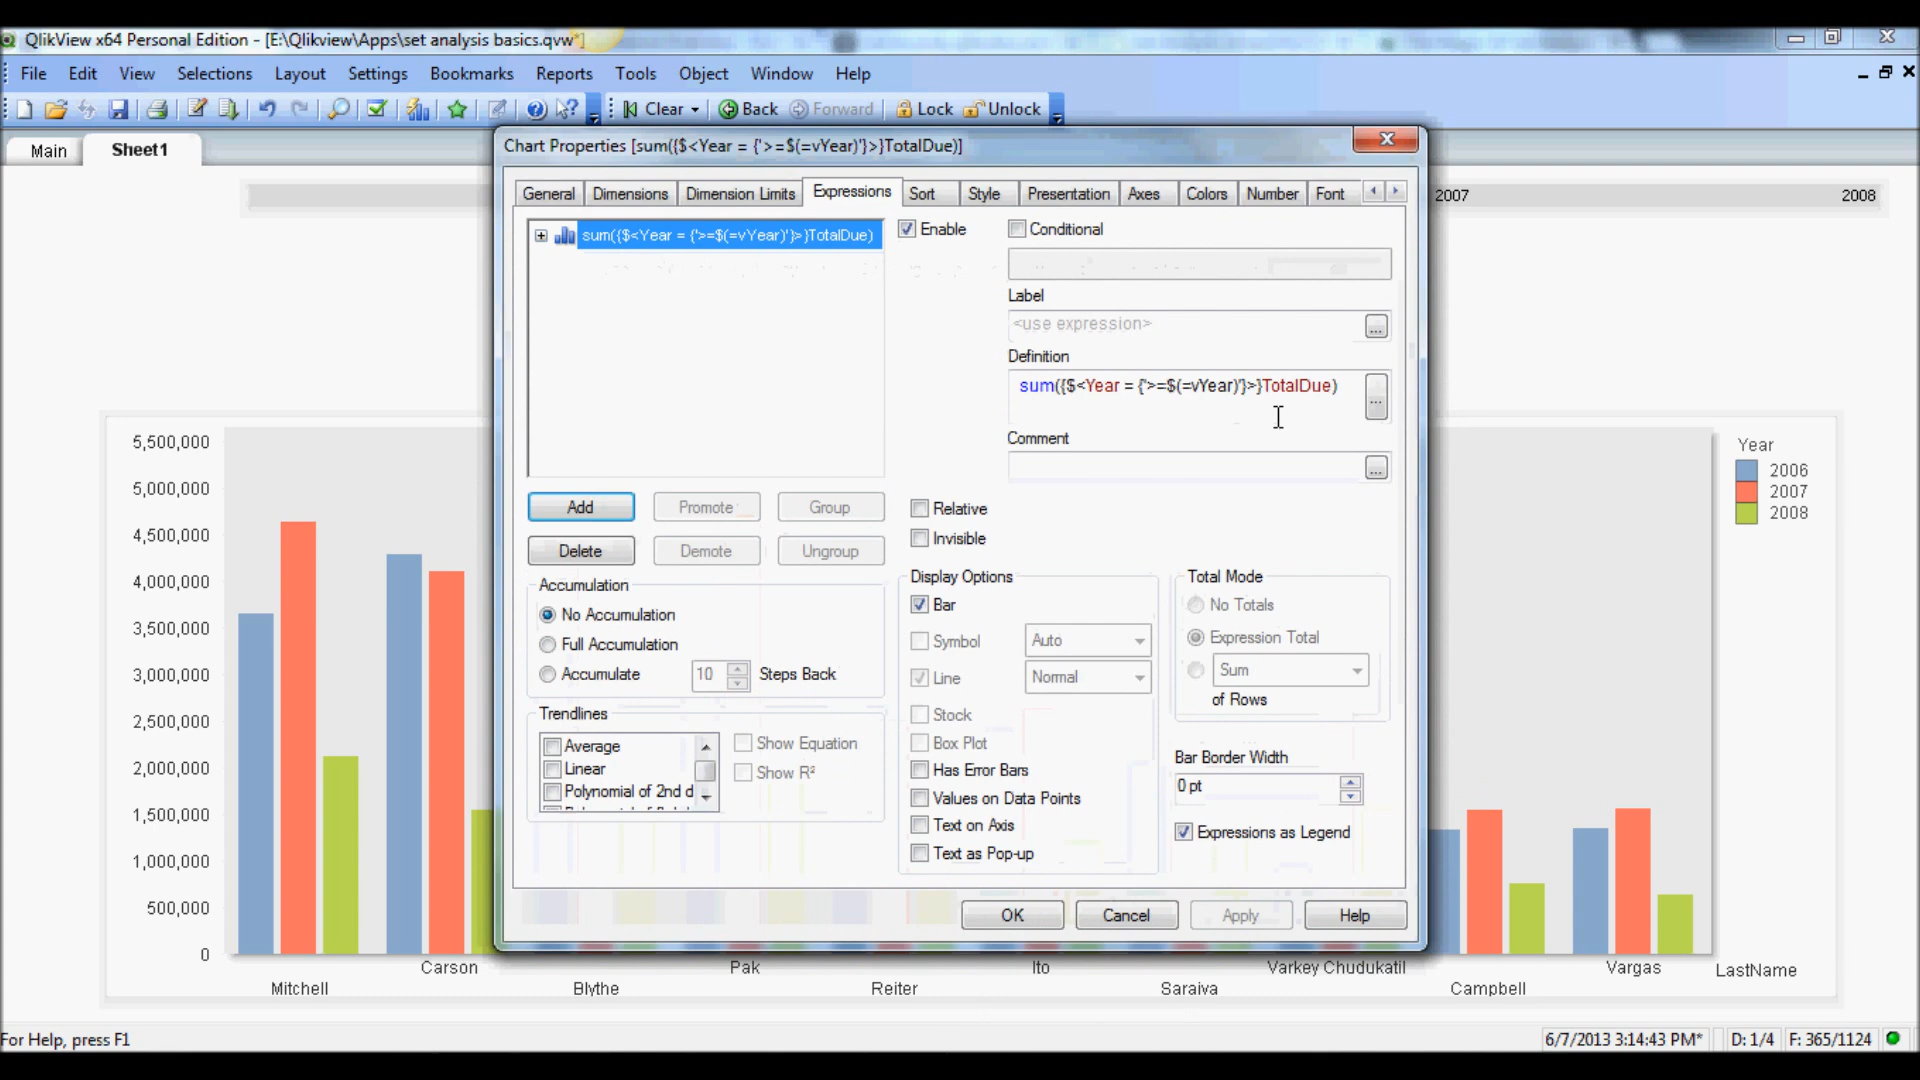 QlikView x64 Personal Edition - [E:\Qlikview\Apps\set analysis basics.qvw*]
File Edit View Selections Layout Settings Bookmarks Reports Tools Object Window Help
Clear Back Forward Lock Unlock
Main Sheet1
Chart Properties [sum({$<Year = {'>=$(=vYear)'}>}TotalDue)]
General Dimensions Dimension Limits Expressions Sort Style Presentation Axes Colors Number Font
2007 2008
sum({$<Year = {'>=$(=vYear)'}>}TotalDue)
Enable
Conditional
Label
<use expression>
...
Definition
sum({$<Year = {'>=$(=vYear)'}>}TotalDue)
...
Comment
...
Add Promote Group
Delete Demote Ungroup
Relative
Invisible
Accumulation
No Accumulation
Full Accumulation
Accumulate 10 Steps Back
Trendlines
Average
Linear
Polynomial of 2nd d
Show Equation
Show R²
Display Options
Bar
Symbol Auto
Line Normal
Stock
Box Plot
Has Error Bars
Values on Data Points
Text on Axis
Text as Pop-up
Total Mode
No Totals
Expression Total
Sum
of Rows
Bar Border Width
0 pt
Expressions as Legend
OK Cancel Apply Help
5,500,000
5,000,000
4,500,000
4,000,000
3,500,000
3,000,000
2,500,000
2,000,000
1,500,000
1,000,000
500,000
0
Year
2006
2007
2008
Carson Pak Ito Varkey Chudukatil Vargas LastName
Mitchell Blythe Reiter Saraiva Campbell
For Help, press F1
6/7/2013 3:14:43 PM* D: 1/4 F: 365/1124